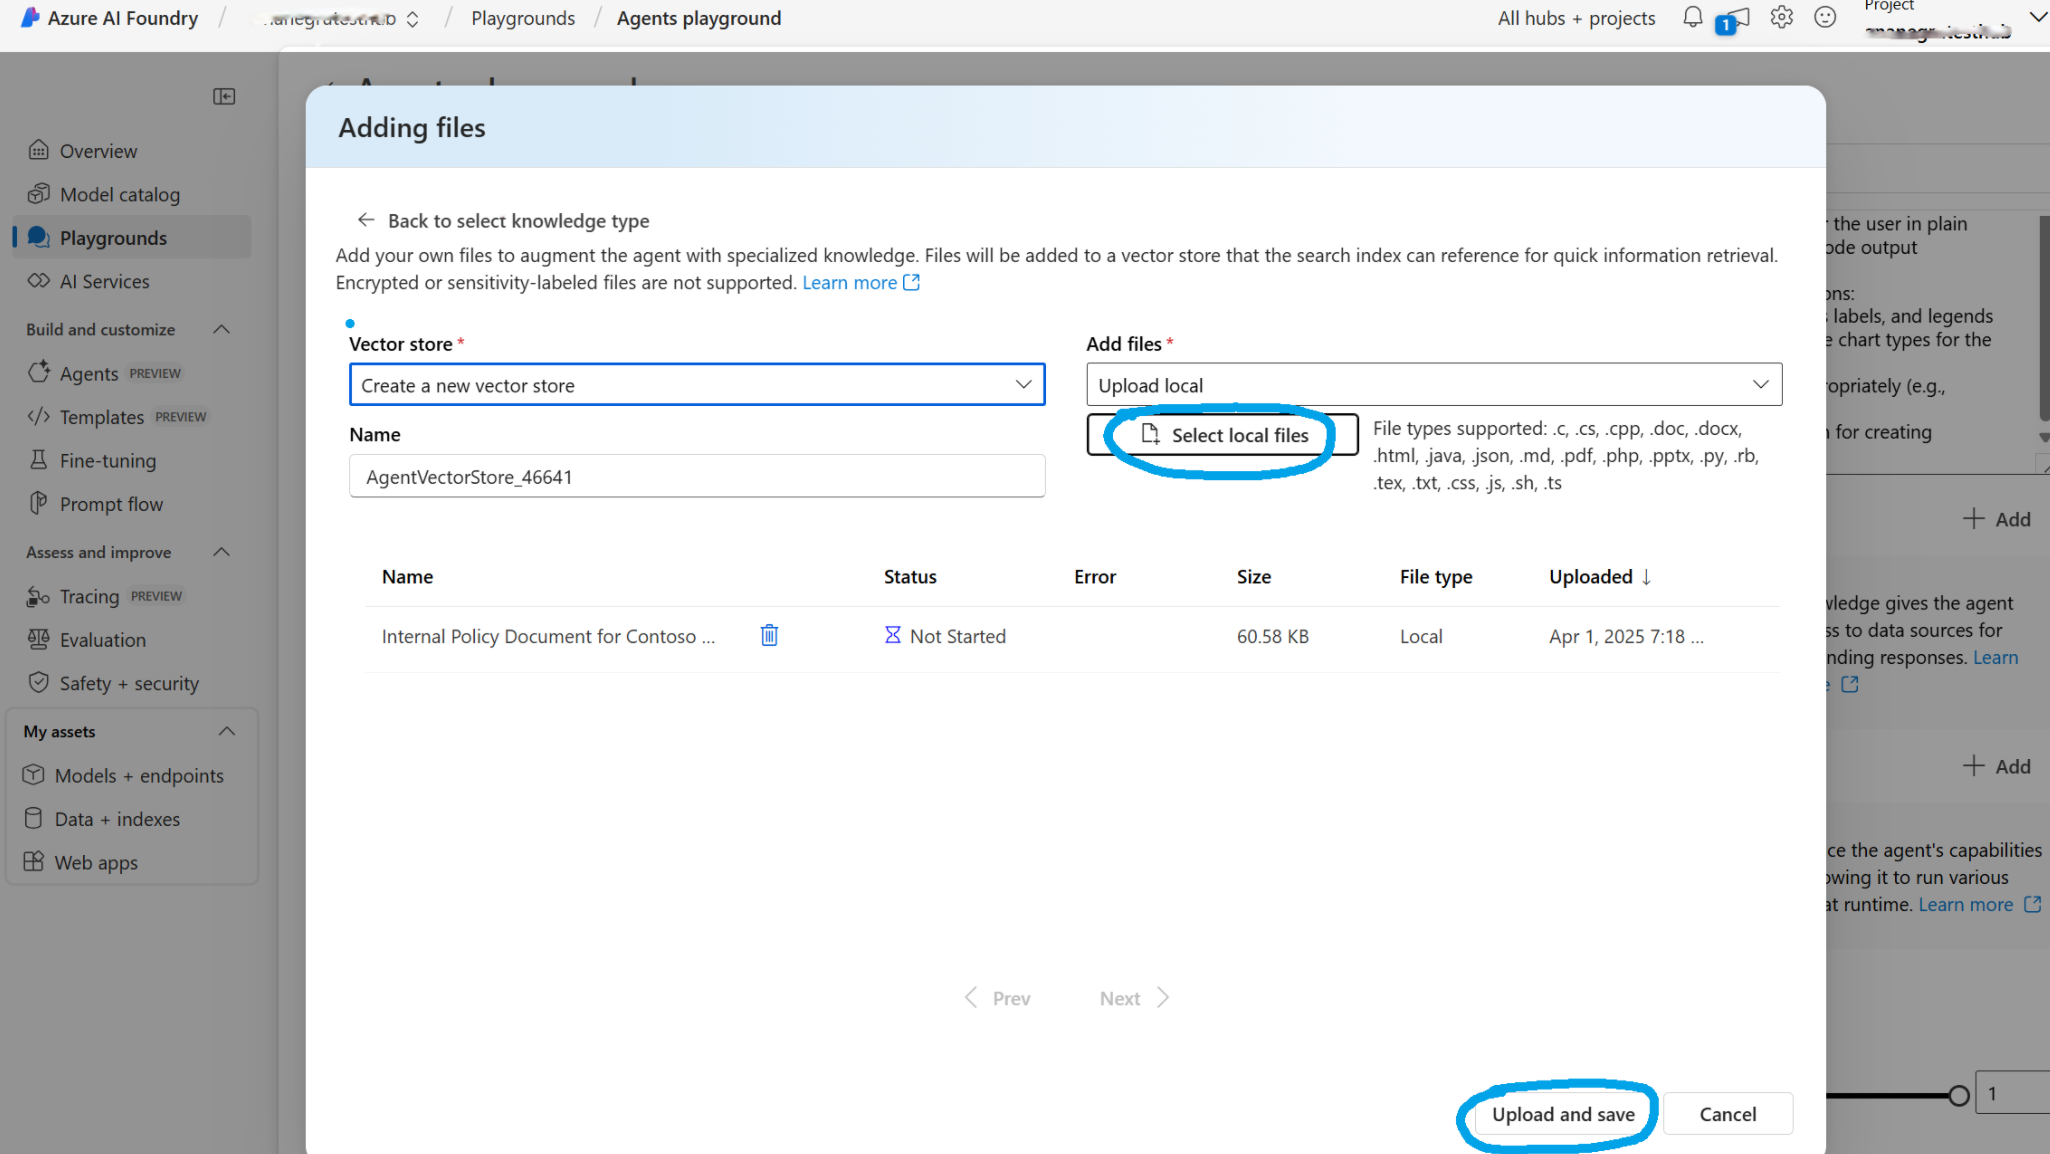 Azure AI Foundry / / Playgrounds / Agents playground
All hubs + projects
1
Project
Adding files
Overview
Model catalog
Playgrounds
AI Services
Build and customize
Agents PREVIEW
Templates PREVIEW
Fine-tuning
Prompt flow
Assess and improve
Tracing PREVIEW
Evaluation
Safety + security
My assets
Models + endpoints
Data + indexes
Web apps
Back to select knowledge type
Add your own files to augment the agent with specialized knowledge. Files will be added to a vector store that the search index can reference for quick information retrieval.
Encrypted or sensitivity-labeled files are not supported. Learn more
Vector store *
Create a new vector store
Name
AgentVectorStore_46641
Add files *
Upload local
Select local files
File types supported: .c, .cs, .cpp, .doc, .docx,
.html, .java, .json, .md, .pdf, .php, .pptx, .py, .rb,
.tex, .txt, .css, .js, .sh, .ts
Name Status Error Size File type Uploaded ↓
Internal Policy Document for Contoso ... Not Started 60.58 KB Local Apr 1, 2025 7:18 ...
Prev Next
Upload and save Cancel
the user in plain
ode output
ons:
labels, and legends
e chart types for the
opriately (e.g.,
for creating
+ Add
wledge gives the agent
ss to data sources for
nding responses. Learn
e
+ Add
ce the agent's capabilities
owing it to run various
at runtime. Learn more
1